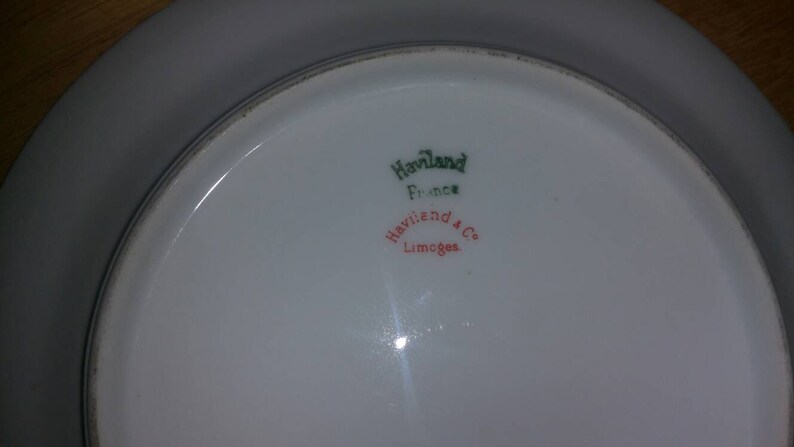 Haviland
France
Haviland & Co
Limoges.